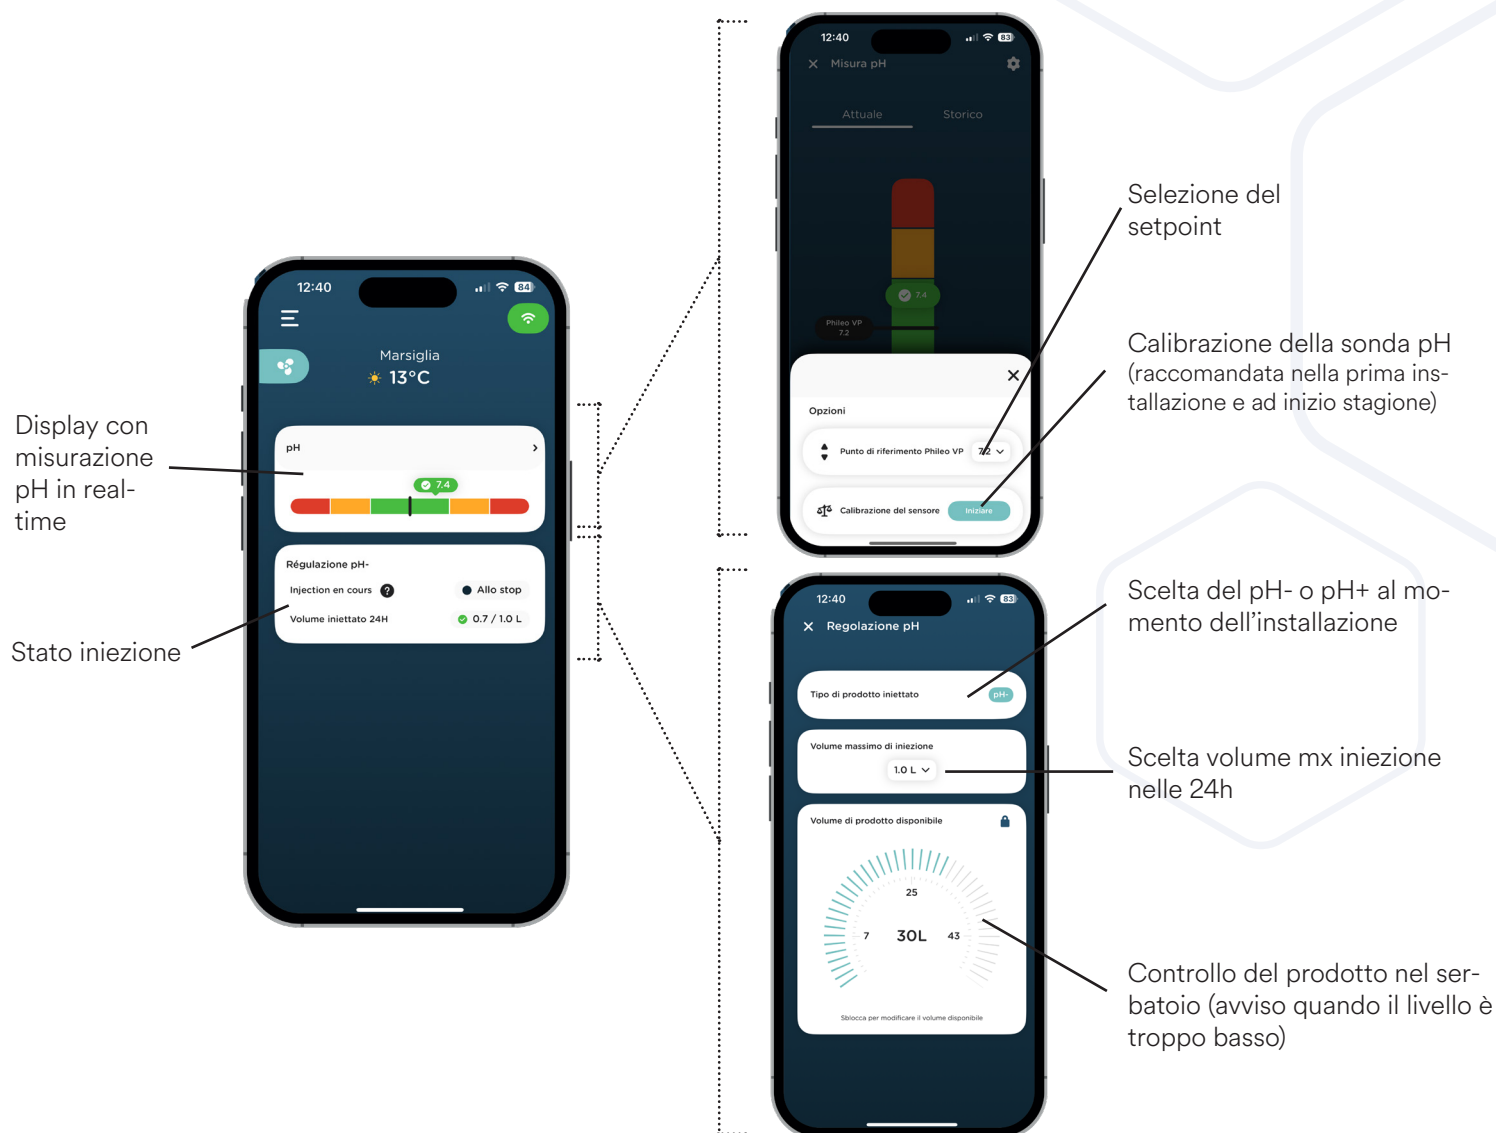 Display con
misurazione
pH in real-
time
Stato iniezione
12:40
84
Marsiglia
13°C
pH
7.4
Régulazione pH-
Injection en cours ?
Allo stop
Volume iniettato 24H
0.7 / 1.0 L
12:40
83
Misura pH
Attuale
Storico
7.4
Phileo VP
7.2
Opzioni
Punto di riferimento Phileo VP
7.2
Calibrazione del sensore
Iniziare
Selezione del
setpoint
Calibrazione della sonda pH
(raccomandata nella prima ins-
tallazione e ad inizio stagione)
12:40
83
Regolazione pH
Tipo di prodotto iniettato
pH-
Volume massimo di iniezione
1.0 L
Volume di prodotto disponibile
25
7
30L
43
Sblocca per modificare il volume disponibile
Scelta del pH- o pH+ al mo-
mento dell’installazione
Scelta volume mx iniezione
nelle 24h
Controllo del prodotto nel ser-
batoio (avviso quando il livello è
troppo basso)